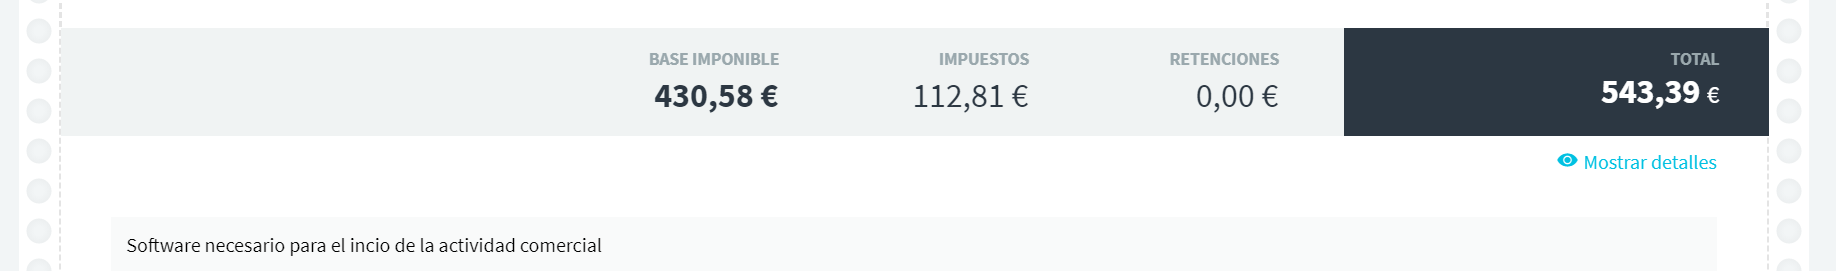 BASE IMPONIBLE IMPUESTOS RETENCIONES TOTAL
430,58 € 112,81 € 0,00 € 543,39 €
Mostrar detalles
Software necesario para el incio de la actividad comercial